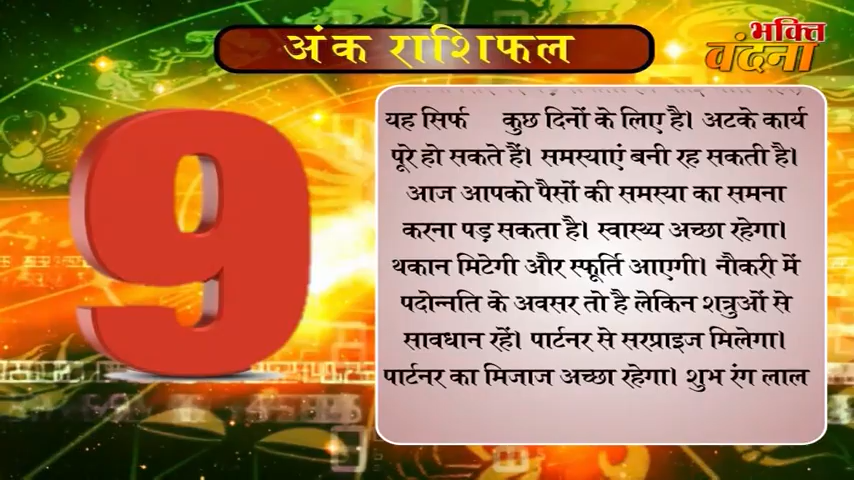 अंक राशिफल
भक्ति
वंदना
9
यह सिर्फ कुछ दिनों के लिए है। अटके कार्य
पूरे हो सकते हैं। समस्याएं बनी रह सकती है।
आज आपको पैसों की समस्या का समना
करना पड़ सकता है। स्वास्थ्य अच्छा रहेगा।
थकान मिटेगी और स्फूर्ति आएगी। नौकरी में
पदोन्नति के अवसर तो है लेकिन शत्रुओं से
सावधान रहें। पार्टनर से सरप्राइज मिलेगा।
पार्टनर का मिजाज अच्छा रहेगा। शुभ रंग लाल